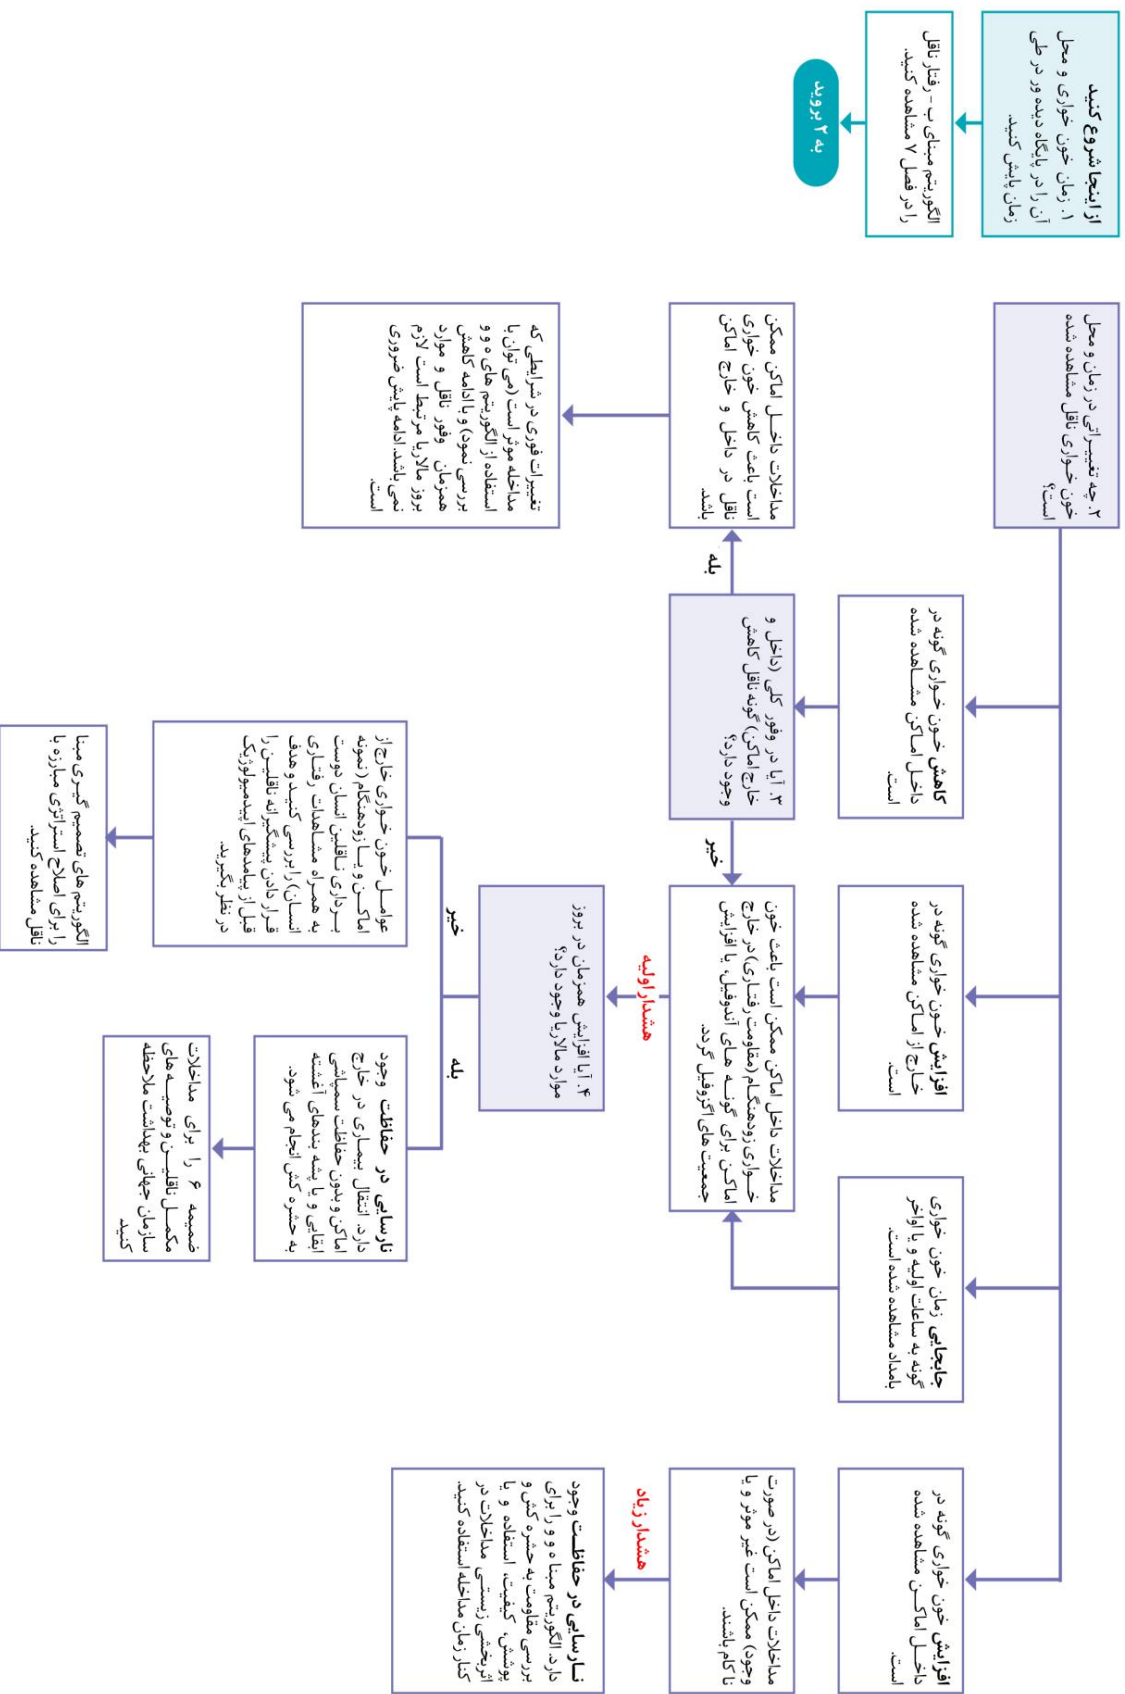 از اینجا شروع کنید
۱. زمان خون خواری و محل
آن را در پایگاه دیده ور در طی
زمان پایش کنید.
الگوریتم مبنای ب - رفتار ناقل
را در فصل ۷ مشاهده کنید.
به ۲ بروید
۲. چه تغییراتی در زمان و محل
خون خواری ناقل مشاهده شده
است؟
کاهش خون خواری گونه در
داخل اماکن مشاهده شده
است.
افزایش خون خواری گونه در
خارج از اماکن مشاهده شده
است.
جابجایی زمان خون خواری
گونه به ساعات اولیه و یا اواخر
بامداد مشاهده شده است.
افزایش خون خواری گونه در
داخل اماکن مشاهده شده
است.
۳. آیا در وفور کلی (داخل و
خارج اماکن) گونه ناقل کاهش
وجود دارد؟
بله
خیر
مداخلات داخل اماکن ممکن
است باعث کاهش خون خواری
ناقل در داخل و خارج اماکن
باشد.
تغییرات فوری در شرایطی که
مداخله موثر است (می توان با
استفاده از الگوریتم های ه و و
بررسی نمود) و با ادامه کاهش
همزمان وفور ناقل و موارد
بروز مالاریا مرتبط است لازم
نمی باشد. ادامه پایش ضروری
است.
مداخلات داخل اماکن ممکن است باعث خون
خواری زودهنگام (مقاومت رفتاری) در خارج
اماکن برای گونه های آندوفیل، یا افزایش
جمعیت های اگزوفیل گردد.
هشدار اولیه
۴. آیا افزایش همزمان در بروز
موارد مالاریا وجود دارد؟
خیر
بله
عوامل خون خواری خارج از
اماکن و یا زودهنگام (نمونه
برداری ناقلین انسان دوست
به همراه مشاهدات رفتاری
انسان) را بررسی کنید و هدف
قرار دادن پیشگیرانه ناقلین را
قبل از پیامدهای اپیدمیولوژیک
در نظر بگیرید.
الگوریتم های تصمیم گیری مبنا
را برای اصلاح استراتژی مبارزه با
ناقل مشاهده کنید.
نارسایی در حفاظت وجود
دارد. انتقال بیماری در خارج
اماکن و بدون حفاظت سمپاشی
ابقایی و یا پشه بندهای آغشته
به حشره کش انجام می شود.
ضمیمه ۶ را برای مداخلات
مکمل ناقلین و توصیه های
سازمان جهانی بهداشت ملاحظه
کنید.
مداخلات داخل اماکن (در صورت
وجود) ممکن است غیر موثر و یا
ناکام باشند.
هشدار زیاد
نارسایی در حفاظت وجود
دارد. الگوریتم مبنا ه و و را برای
بررسی مقاومت به حشره کش و
پوشش، کیفیت، استفاده و یا
اثربخشی زیستی مداخلات در
کنار زمان مداخله استفاده کنید.